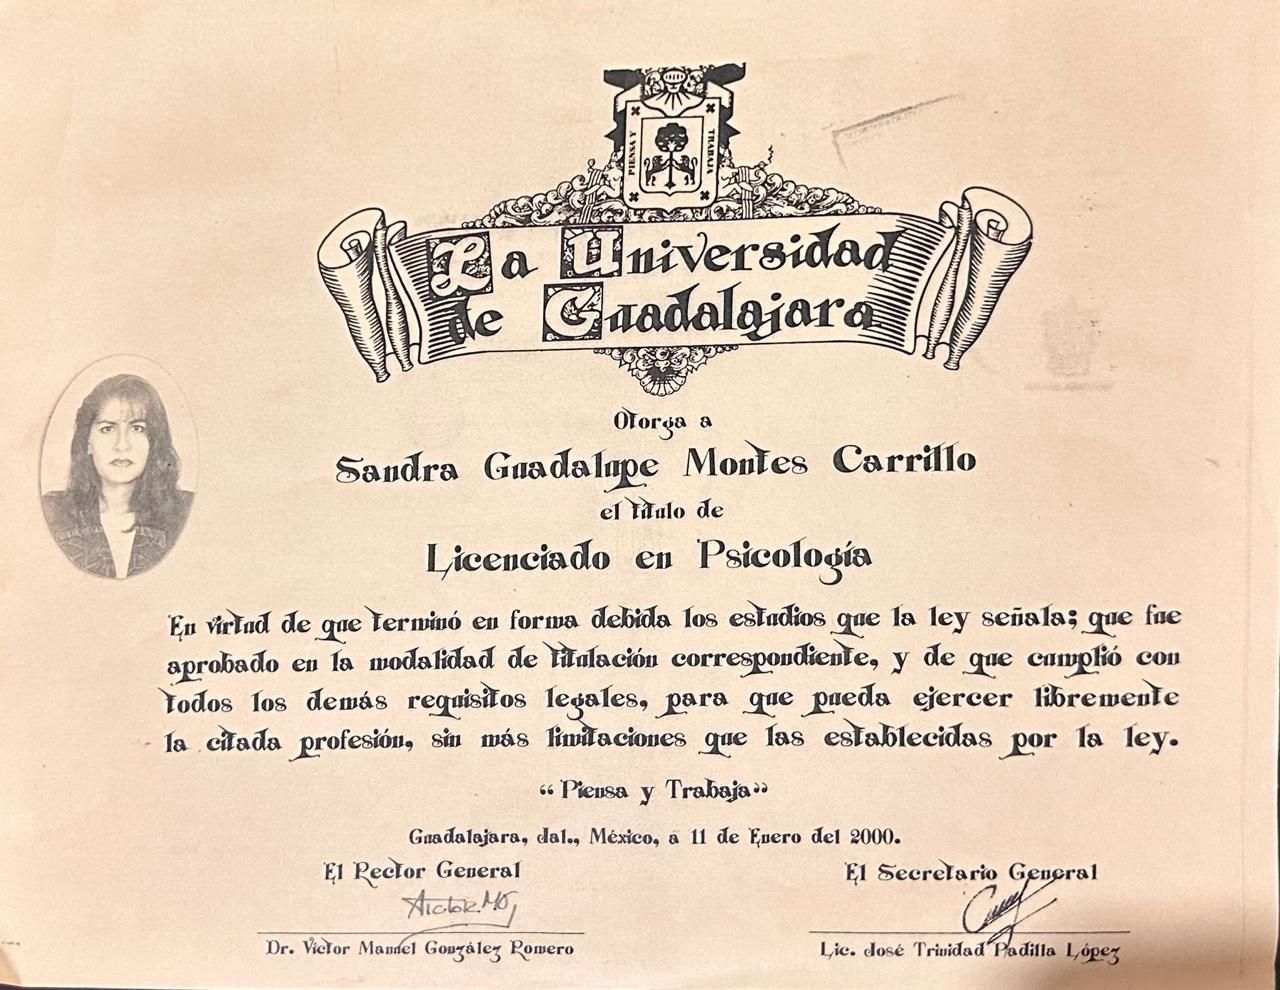 PIENSA Y TRABAJA
La Universidad
de Guadalajara
Otorga a
Sandra Guadalupe Montes Carrillo
el título de
Licenciado en Psicología
En virtud de que terminó en forma debida los estudios que la ley señala; que fue
aprobado en la modalidad de titulación correspondiente, y de que cumplió con
todos los demás requisitos legales, para que pueda ejercer libremente
la citada profesión, sin más limitaciones que las establecidas por la ley.
“Piensa y Trabaja”
Guadalajara, Jal., México, a 11 de Enero del 2000.
El Rector General
El Secretario General
Dr. Víctor Manuel González Romero
Lic. José Trinidad Padilla López